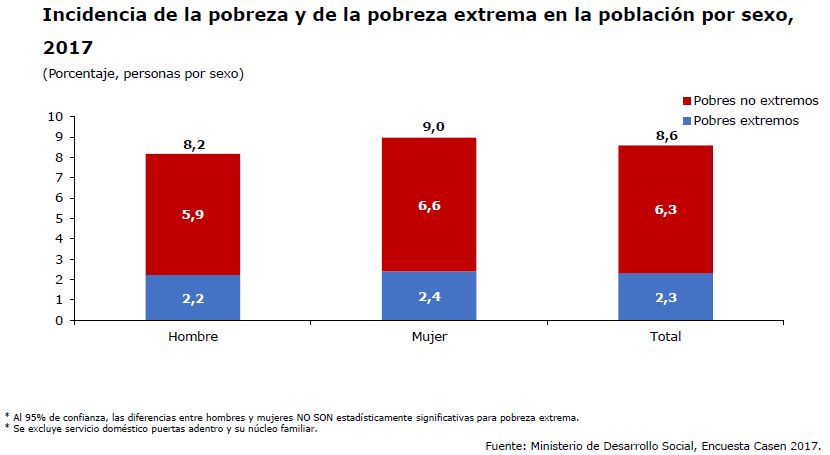 Incidencia de la pobreza y de la pobreza extrema en la población por sexo,
2017
(Porcentaje, personas por sexo)
Pobres no extremos
Pobres extremos
10
9
8
7
6
5
4
3
2
1
0
8,2
9,0
8,6
5,9
6,6
6,3
2,2
2,4
2,3
Hombre
Mujer
Total
* Al 95% de confianza, las diferencias entre hombres y mujeres NO SON estadísticamente significativas para pobreza extrema.
* Se excluye servicio doméstico puertas adentro y su núcleo familiar.
Fuente: Ministerio de Desarrollo Social, Encuesta Casen 2017.